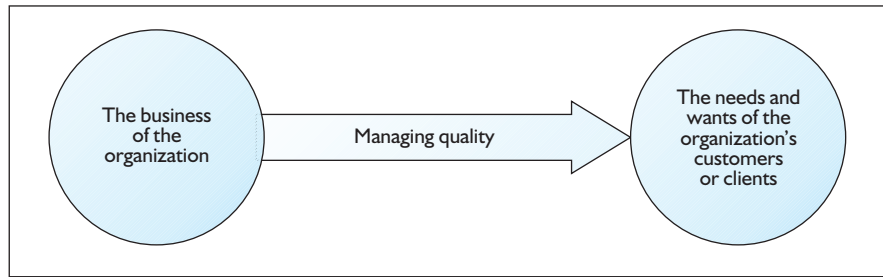 The business
of the
organization
Managing quality
The needs and
wants of the
organization's
customers
or clients